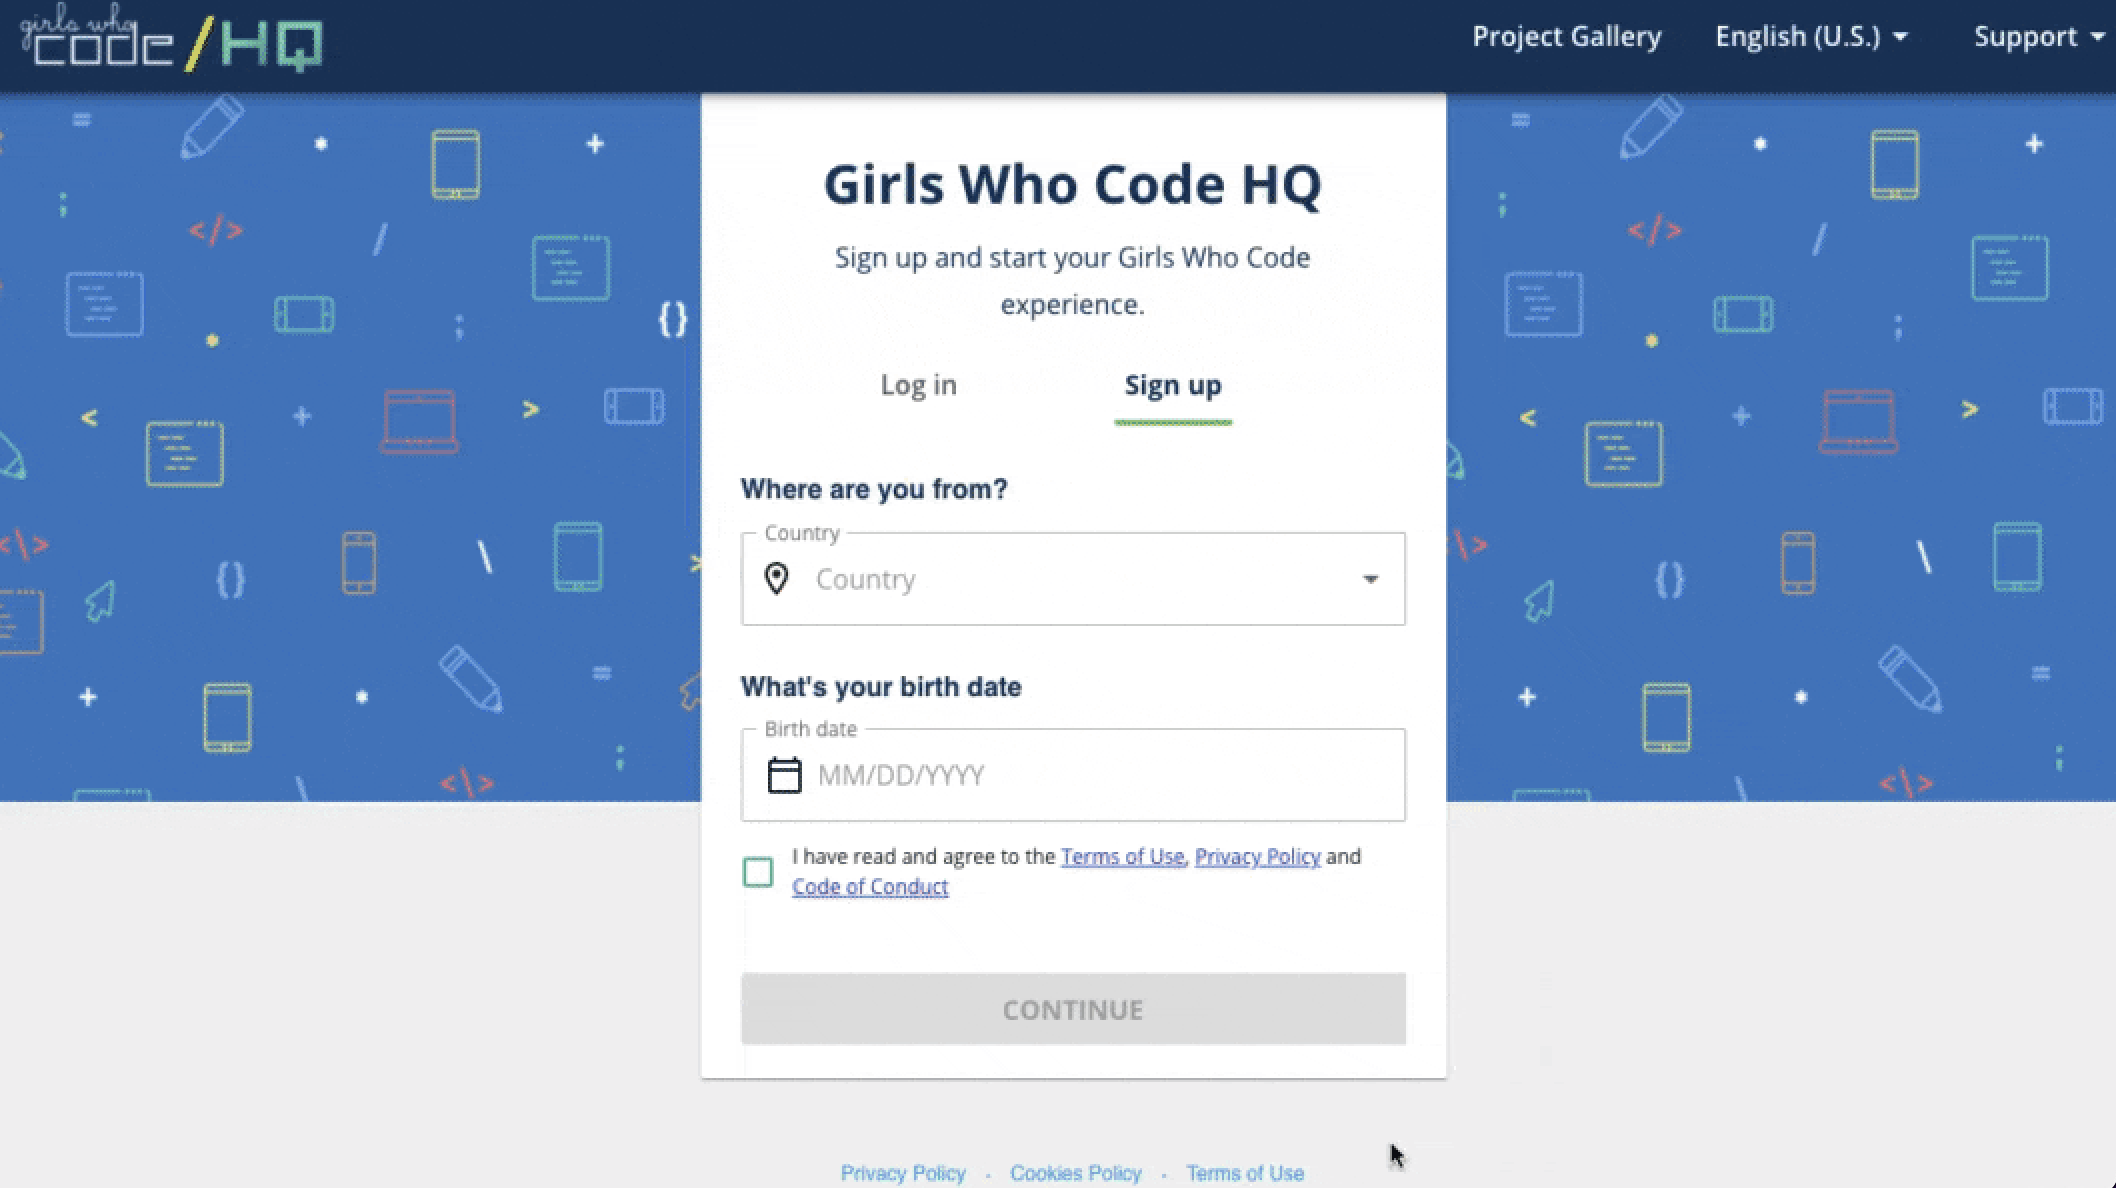 girls who
code/HQ
Project Gallery
English (U.S.)
Support
Girls Who Code HQ
Sign up and start your Girls Who Code
experience.
Log in
Sign up
Where are you from?
Country
Country
What's your birth date
Birth date
MM/DD/YYYY
I have read and agree to the Terms of Use, Privacy Policy and
Code of Conduct
CONTINUE
Privacy Policy · Cookies Policy · Terms of Use